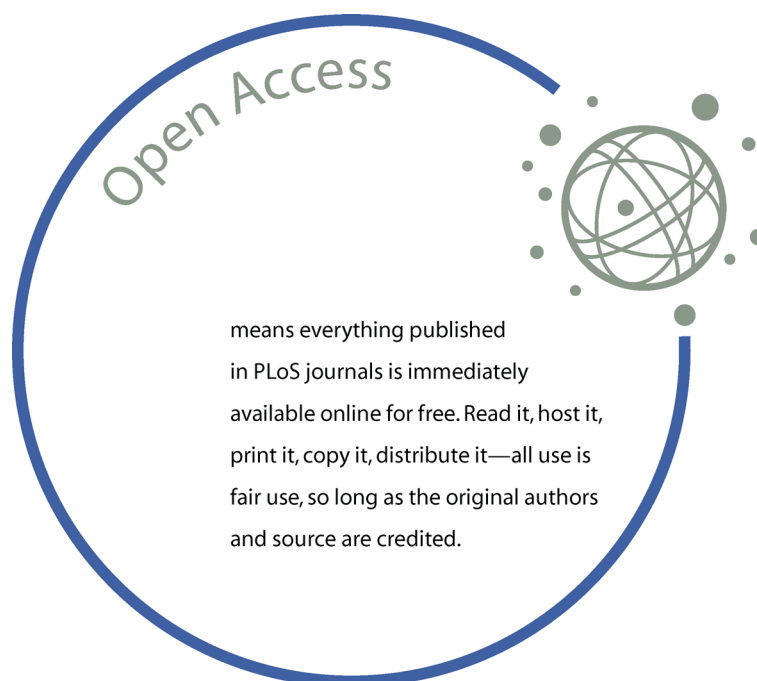 Open Access
means everything published
in PLoS journals is immediately
available online for free. Read it, host it,
print it, copy it, distribute it—all use is
fair use, so long as the original authors
and source are credited.